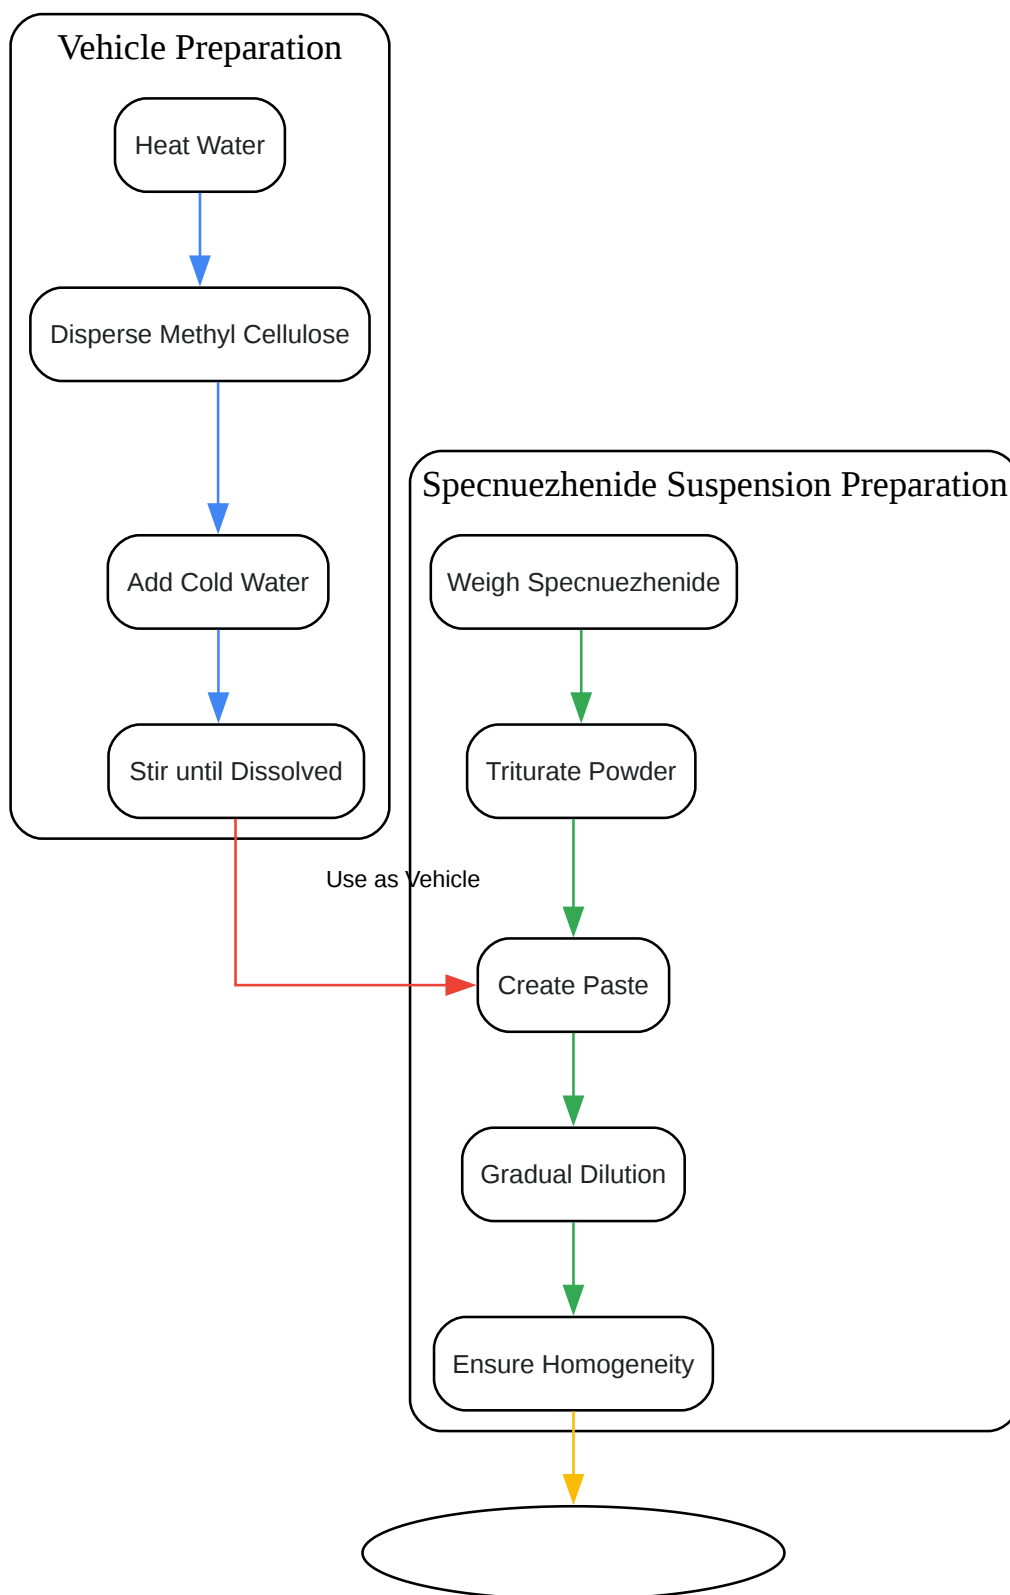 Vehicle Preparation
Heat Water
Disperse Methyl Cellulose
Add Cold Water
Stir until Dissolved
Use as Vehicle
Specnuezhenide Suspension Preparation
Weigh Specnuezhenide
Triturate Powder
Create Paste
Gradual Dilution
Ensure Homogeneity